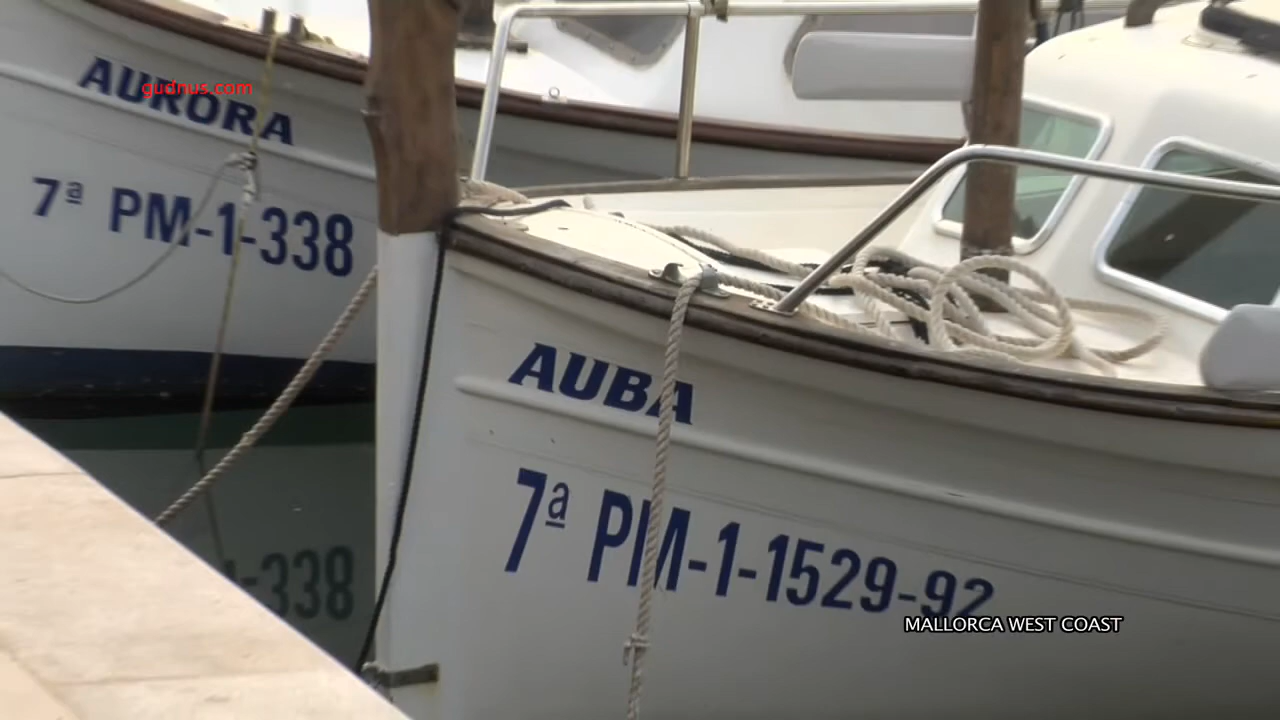 AURORA
gudnus.com
7ª PM-1-338
AUBA
7ª PM-1-1529-92
-338
MALLORCA WEST COAST